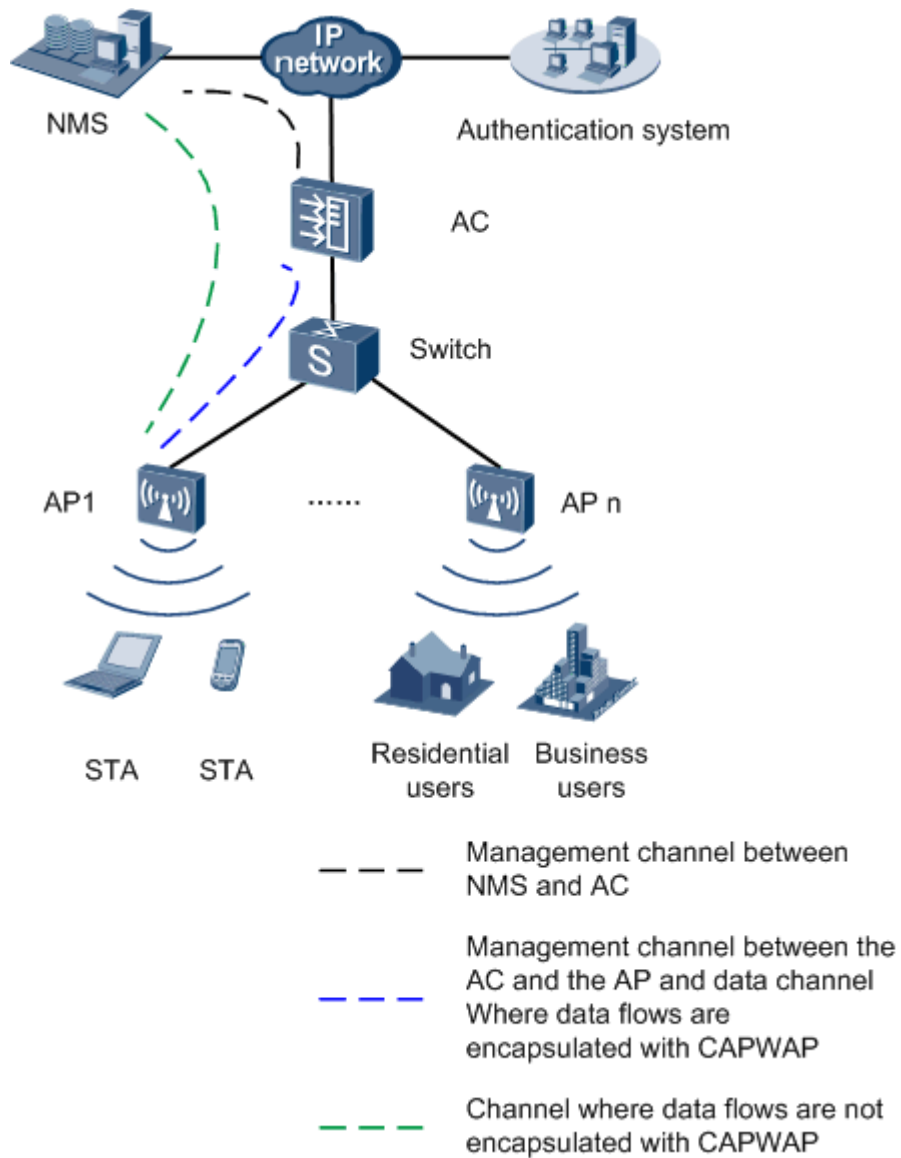 IP
network
NMS
Authentication system
AC
Switch
S
AP1
......
AP n
STA
STA
Residential
users
Business
users
Management channel between
NMS and AC
Management channel between the
AC and the AP and data channel
Where data flows are
encapsulated with CAPWAP
Channel where data flows are not
encapsulated with CAPWAP